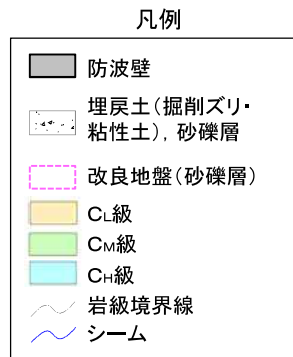 凡例
防波壁
埋戻土(掘削ズリ・
粘性土),砂礫層
改良地盤(砂礫層)
CL級
CM級
CH級
岩級境界線
シーム